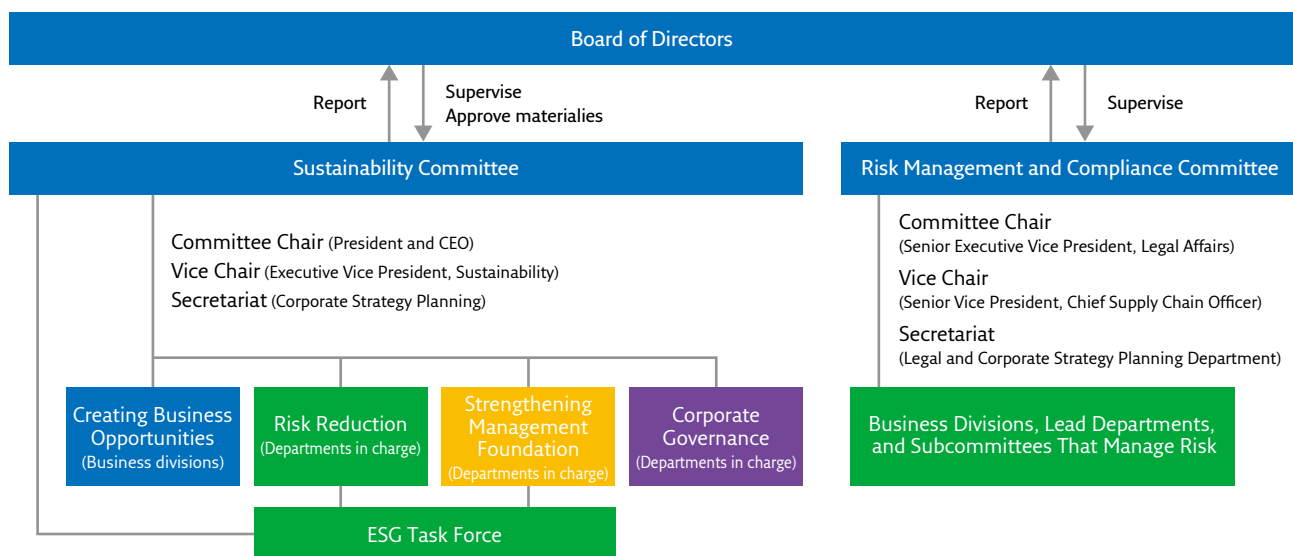 Board of Directors
Report
Supervise
Approve materialies
Report
Supervise
Sustainability Committee
Risk Management and Compliance Committee
Committee Chair (President and CEO)
Vice Chair (Executive Vice President, Sustainability)
Secretariat (Corporate Strategy Planning)
Committee Chair
(Senior Executive Vice President, Legal Affairs)
Vice Chair
(Senior Vice President, Chief Supply Chain Officer)
Secretariat
(Legal and Corporate Strategy Planning Department)
Creating Business
Opportunities
(Business divisions)
Risk Reduction
(Departments in charge)
Strengthening
Management
Foundation
(Departments in charge)
Corporate
Governance
(Departments in charge)
Business Divisions, Lead Departments,
and Subcommittees That Manage Risk
ESG Task Force